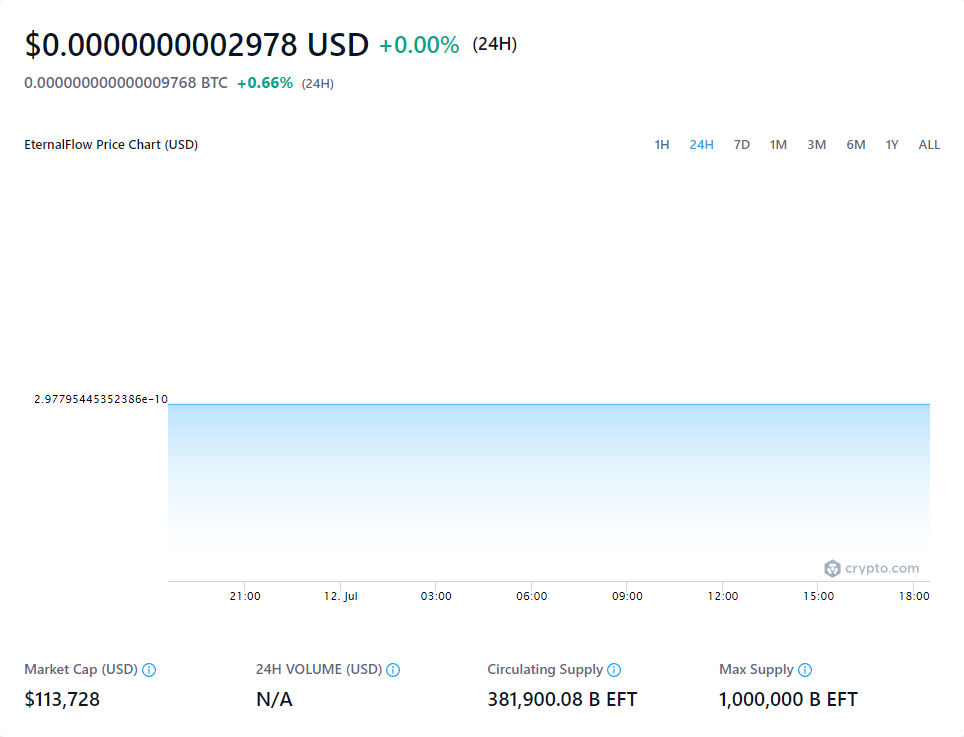 $0.0000000002978 USD +0.00% (24H)
0.000000000000009768 BTC +0.66% (24H)
EternalFlow Price Chart (USD) 1H 24H 7D 1M 3M 6M 1Y ALL
2.97795445352386e-10
crypto.com
21:00 12. Jul 03:00 06:00 09:00 12:00 15:00 18:00
Market Cap (USD) 24H VOLUME (USD) Circulating Supply Max Supply
$113,728 N/A 381,900.08 B EFT 1,000,000 B EFT